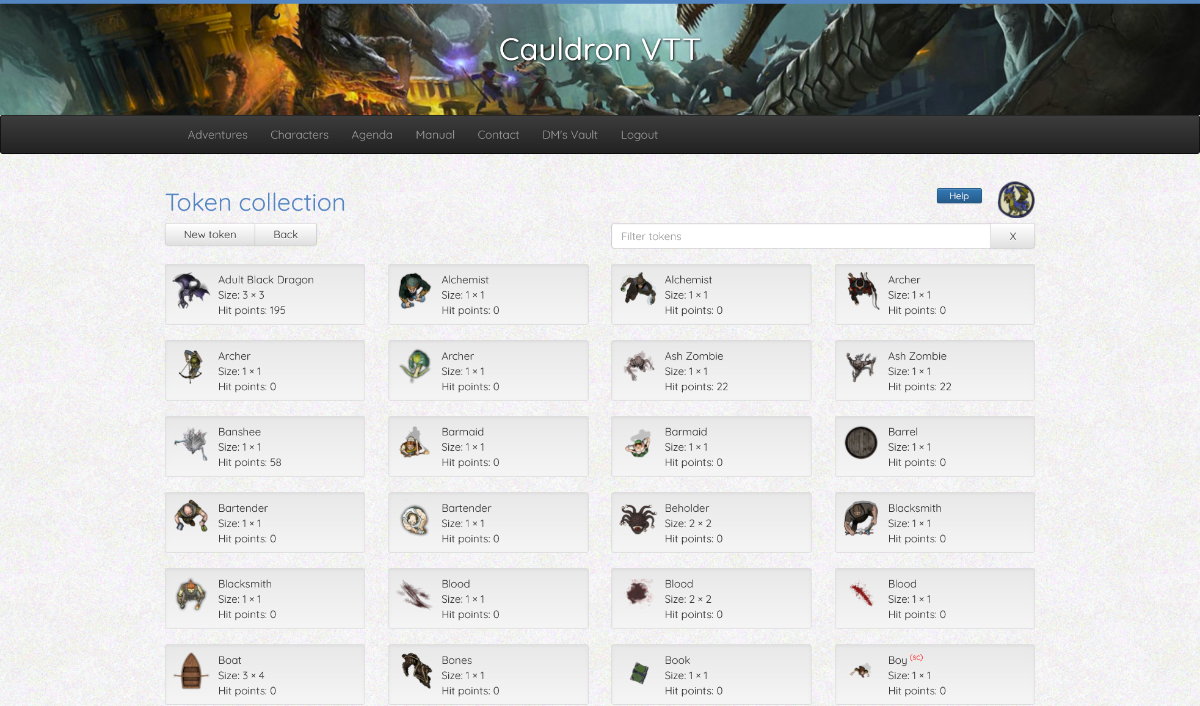 Cauldron VTT
Adventures Characters Agenda Manual Contact DM's Vault Logout
Token collection
Help
New token Back
Filter tokens X
Adult Black Dragon
Size: 3 × 3
Hit points: 195
Alchemist
Size: 1 × 1
Hit points: 0
Alchemist
Size: 1 × 1
Hit points: 0
Archer
Size: 1 × 1
Hit points: 0
Archer
Size: 1 × 1
Hit points: 0
Archer
Size: 1 × 1
Hit points: 0
Ash Zombie
Size: 1 × 1
Hit points: 22
Ash Zombie
Size: 1 × 1
Hit points: 22
Banshee
Size: 1 × 1
Hit points: 58
Barmaid
Size: 1 × 1
Hit points: 0
Barmaid
Size: 1 × 1
Hit points: 0
Barrel
Size: 1 × 1
Hit points: 0
Bartender
Size: 1 × 1
Hit points: 0
Bartender
Size: 1 × 1
Hit points: 0
Beholder
Size: 2 × 2
Hit points: 0
Blacksmith
Size: 1 × 1
Hit points: 0
Blacksmith
Size: 1 × 1
Hit points: 0
Blood
Size: 1 × 1
Hit points: 0
Blood
Size: 2 × 2
Hit points: 0
Blood
Size: 1 × 1
Hit points: 0
Boat
Size: 3 × 4
Hit points: 0
Bones
Size: 1 × 1
Hit points: 0
Book
Size: 1 × 1
Hit points: 0
Boy (sc)
Size: 1 × 1
Hit points: 0